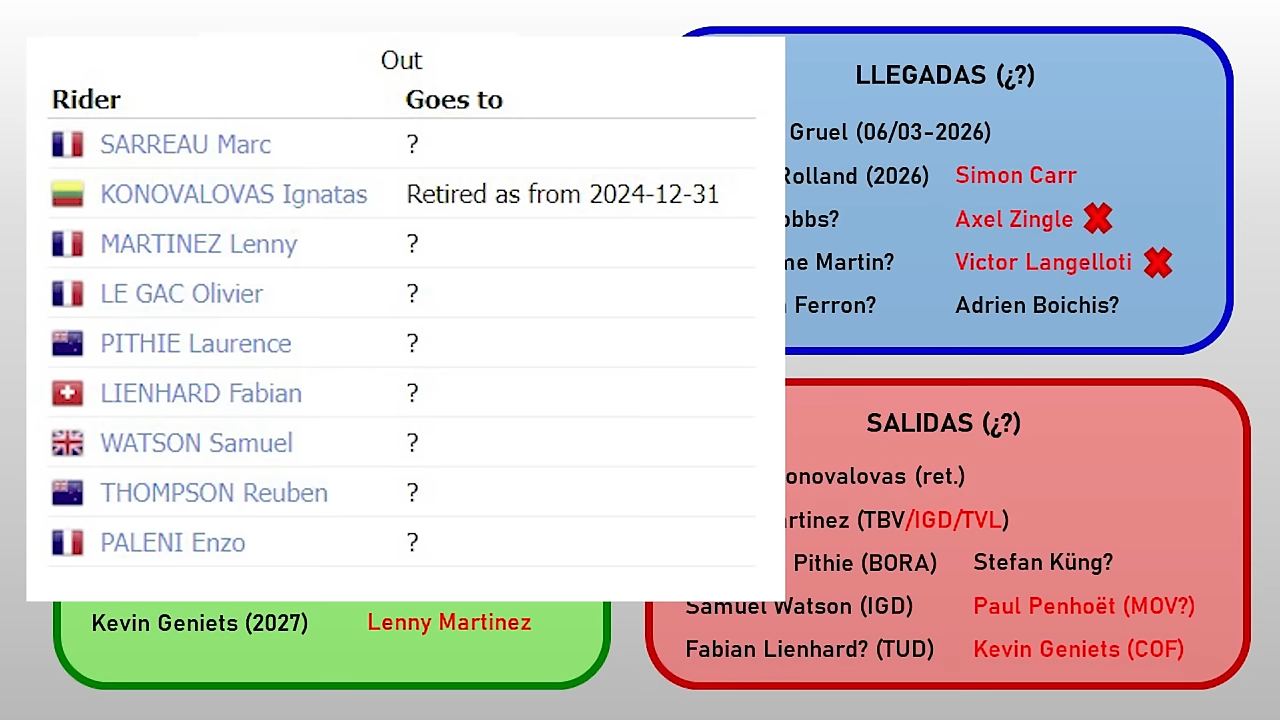 Out
Rider Goes to
SARREAU Marc ?
KONOVALOVAS Ignatas Retired as from 2024-12-31
MARTINEZ Lenny ?
LE GAC Olivier ?
PITHIE Laurence ?
LIENHARD Fabian ?
WATSON Samuel ?
THOMPSON Reuben ?
PALENI Enzo ?
LLEGADAS (¿?)
Gruel (06/03-2026)
Rolland (2026) Simon Carr
obbs? Axel Zingle
me Martin? Victor Langelloti
Ferron? Adrien Boichis?
SALIDAS (¿?)
onovalovas (ret.)
rtinez (TBV/IGD/TVL)
Pithie (BORA) Stefan Küng?
Samuel Watson (IGD) Paul Penhoët (MOV?)
Fabian Lienhard? (TUD) Kevin Geniets (COF)
Kevin Geniets (2027) Lenny Martinez